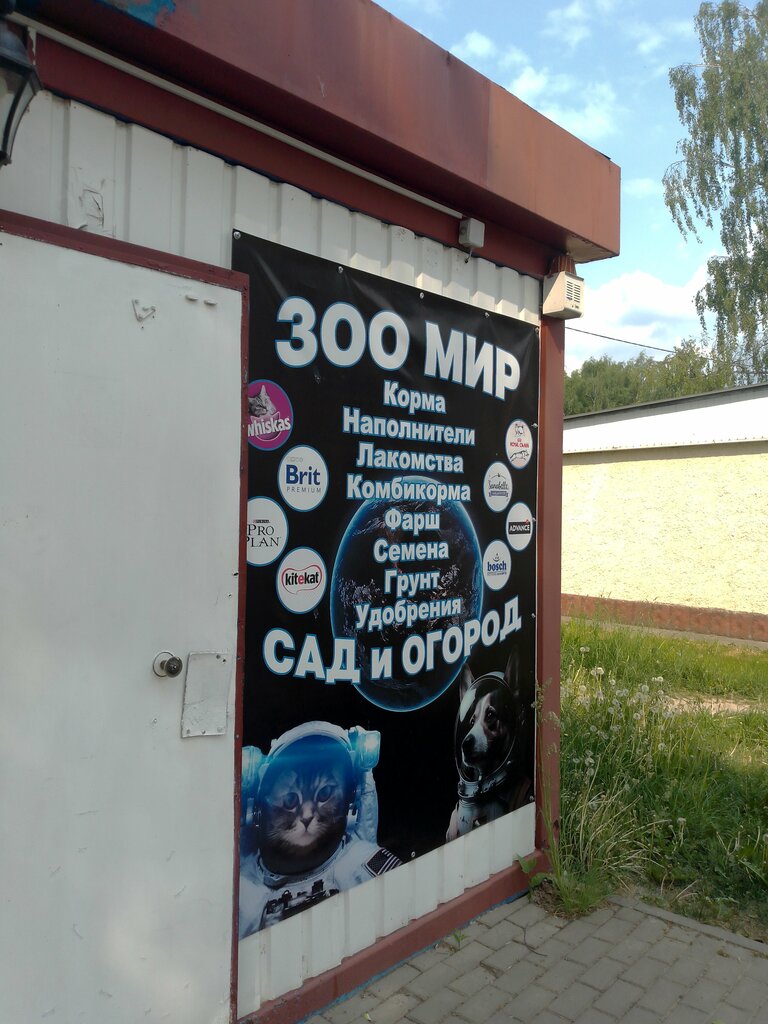 ЗОО МИР
Корма
Наполнители
Лакомства
Комбикорма
Фарш
Семена
Грунт
Удобрения
САД и ОГОРОД
whiskas
Brit
PREMIUM
PRO
PLAN
kitekat
ROYAL CANIN
ADVANCE
bosch